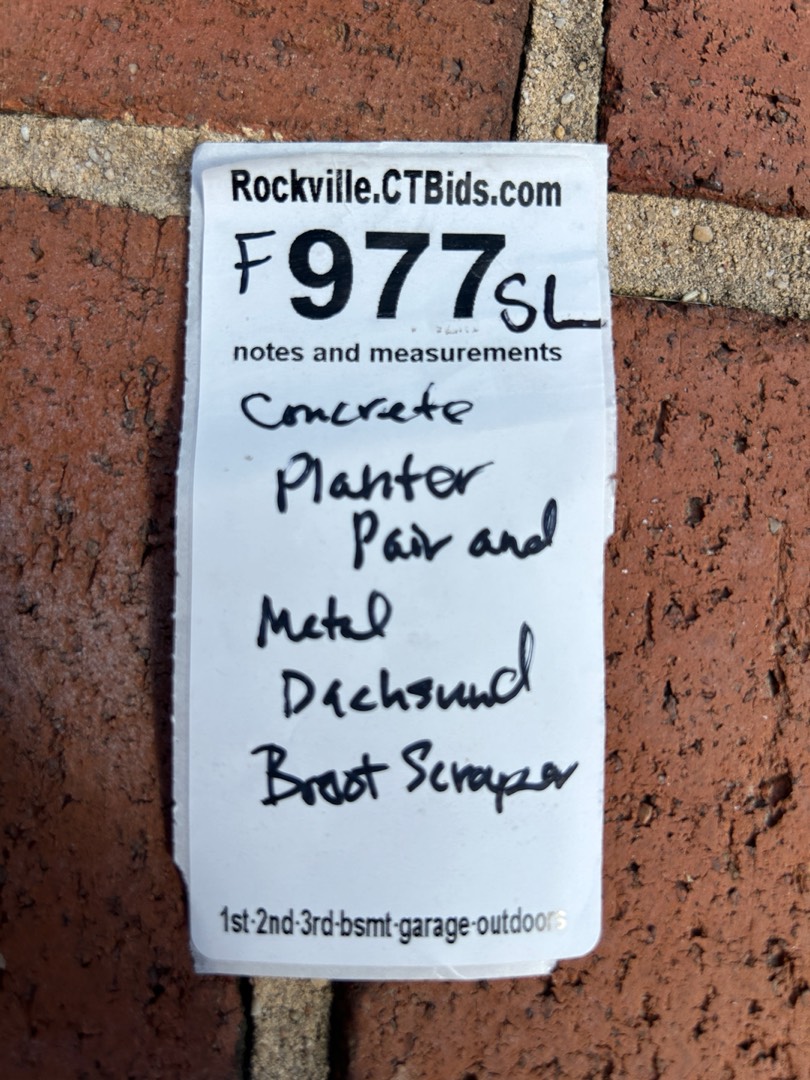 Rockville.CTBids.com
F977SL
notes and measurements
Concrete
Planter
Pair and
Metal
Dachsund
Boot Scraper
1st-2nd-3rd-bsmt-garage-outdoors